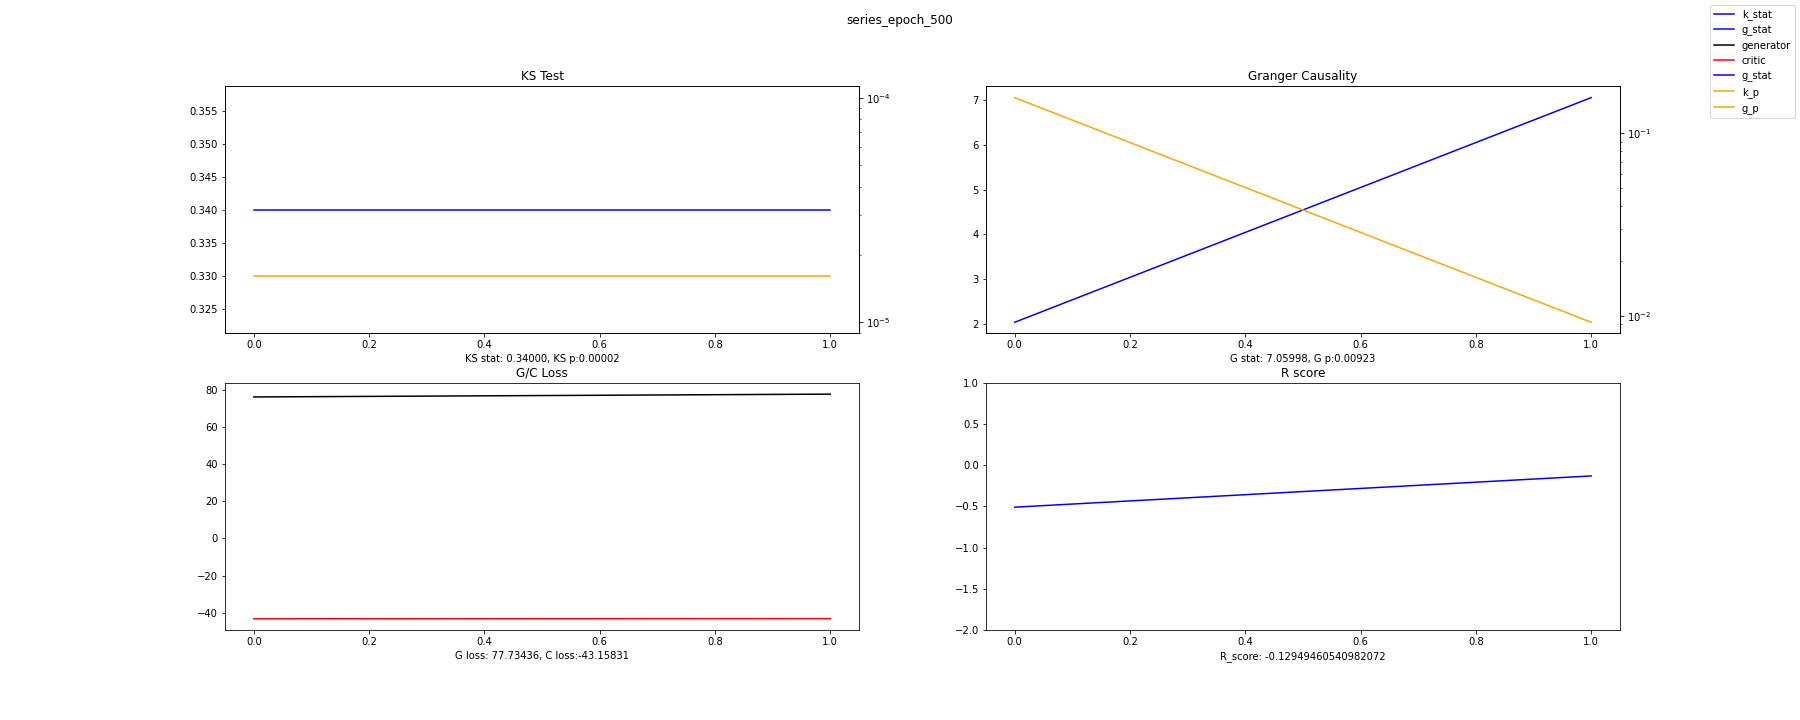 series_epoch_500
k_stat
g_stat
generator
critic
g_stat
k_p
g_p
KS Test
0.355
0.350
0.345
0.340
0.335
0.330
0.325
10^-4
10^-5
0.0 0.2 0.4 0.6 0.8 1.0
KS stat: 0.34000, KS p:0.00002
Granger Causality
7
6
5
4
3
2
10^-1
10^-2
0.0 0.2 0.4 0.6 0.8 1.0
G stat: 7.05998, G p:0.00923
G/C Loss
80
60
40
20
0
−20
−40
0.0 0.2 0.4 0.6 0.8 1.0
G loss: 77.73436, C loss:-43.15831
R score
1.0
0.5
0.0
−0.5
−1.0
−1.5
−2.0
0.0 0.2 0.4 0.6 0.8 1.0
R_score: -0.12949460540982072